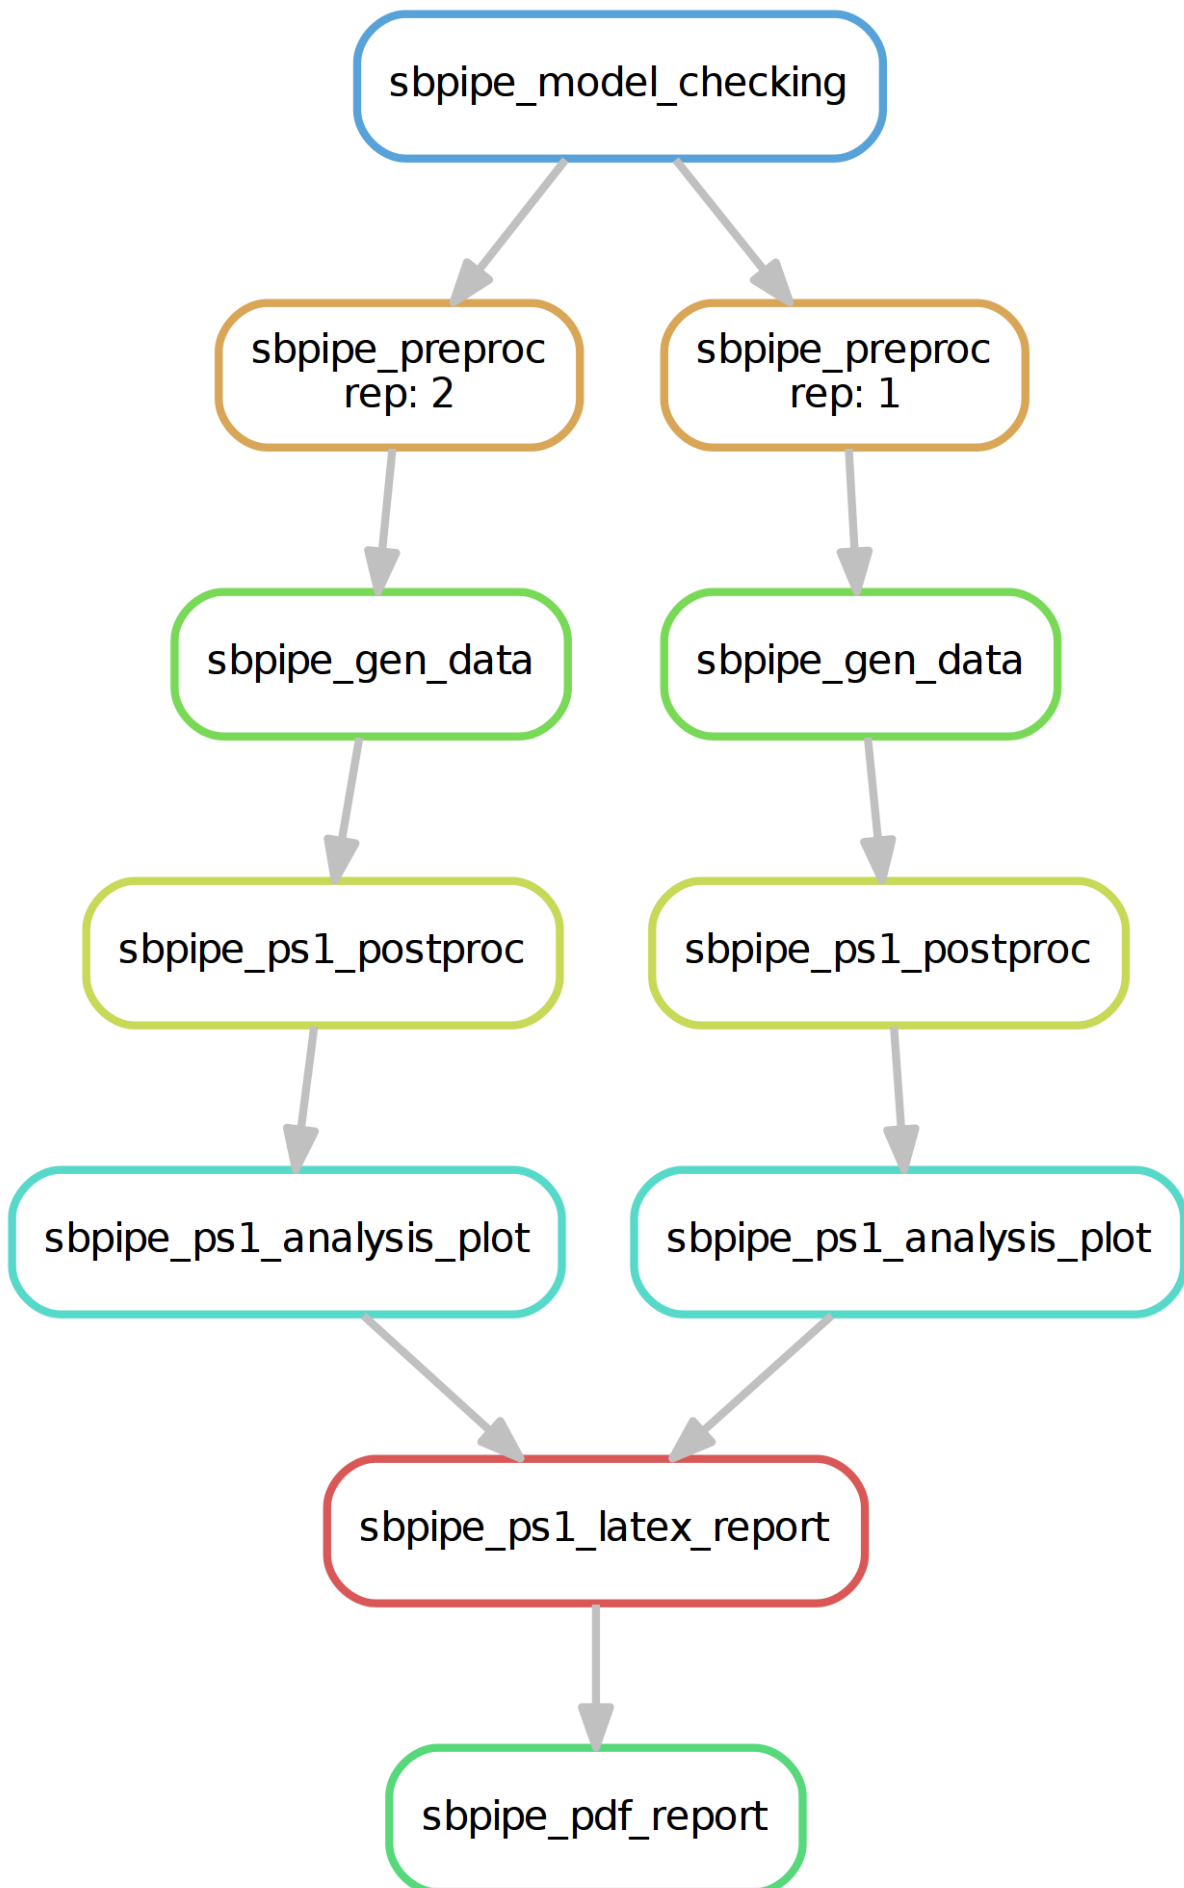 sbpipe_model_checking
sbpipe_preproc
rep: 2
sbpipe_preproc
rep: 1
sbpipe_gen_data
sbpipe_gen_data
sbpipe_ps1_postproc
sbpipe_ps1_postproc
sbpipe_ps1_analysis_plot
sbpipe_ps1_analysis_plot
sbpipe_ps1_latex_report
sbpipe_pdf_report